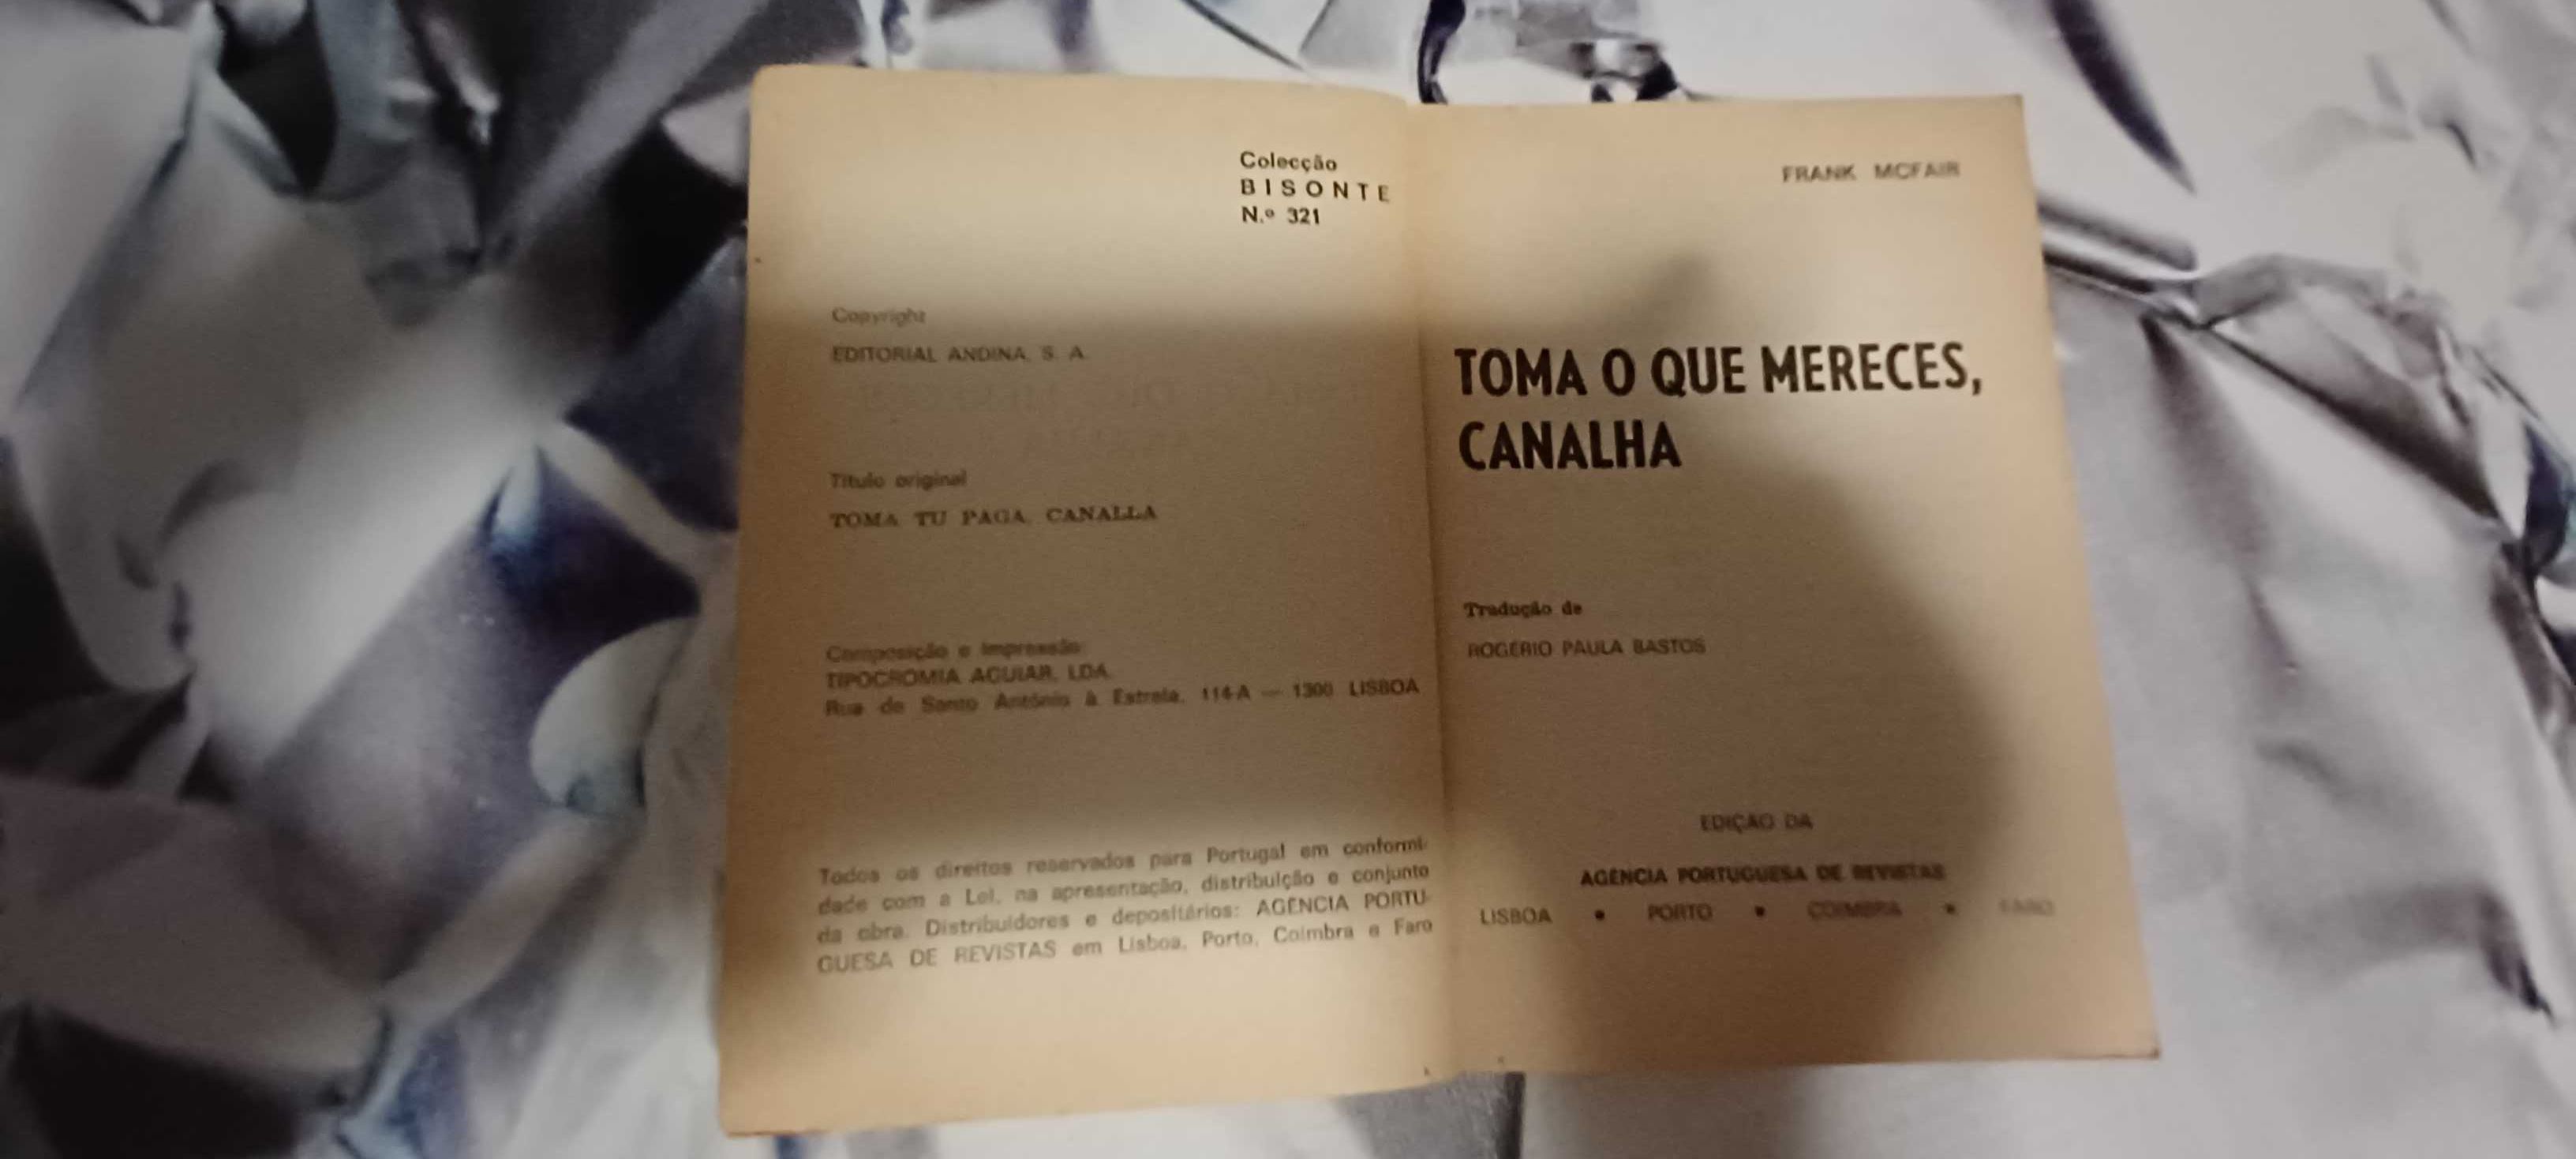 Colecção
BISONTE
N.º 321
Copyright
EDITORIAL ANDINA, S. A.
Título original
TOMA TU PAGA, CANALLA
Composição e Impressão:
TIPOCROMIA AGUIAR, LDA.
Rua de Santo António à Estrela, 114-A — 1300 LISBOA
Todos os direitos reservados para Portugal em conformi-
dade com a Lei, na apresentação, distribuição e conjunto
da obra. Distribuidores e depositários: AGÊNCIA PORTU-
GUESA DE REVISTAS em Lisboa, Porto, Coimbra e Faro
FRANK MCFAIR
TOMA O QUE MERECES,
CANALHA
Tradução de
ROGÉRIO PAULA BASTOS
EDIÇÃO DA
AGÊNCIA PORTUGUESA DE REVISTAS
LISBOA • PORTO • COIMBRA • FARO